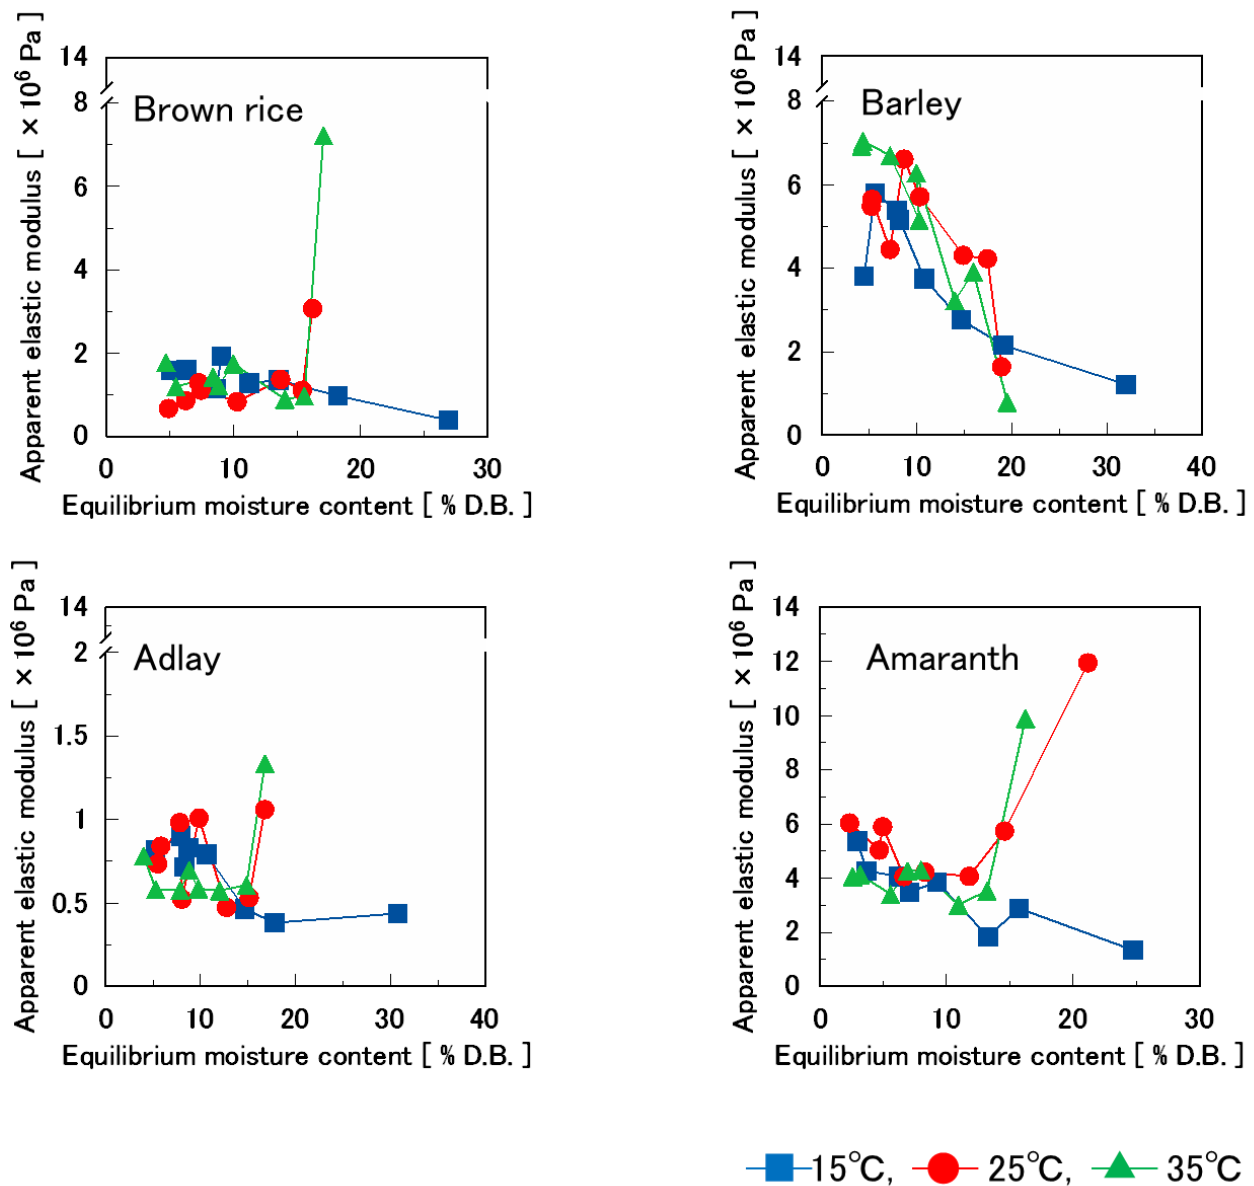 Apparent elastic modulus [ ×10⁶ Pa ]
14
8
6
4
2
0
Brown rice
0 10 20 30
Equilibrium moisture content [ % D.B. ]
Apparent elastic modulus [ ×10⁶ Pa ]
14
8
6
4
2
0
Barley
0 10 20 30 40
Equilibrium moisture content [ % D.B. ]
Apparent elastic modulus [ ×10⁶ Pa ]
14
2
1.5
1
0.5
0
Adlay
0 10 20 30 40
Equilibrium moisture content [ % D.B. ]
Apparent elastic modulus [ ×10⁶ Pa ]
14
12
10
8
6
4
2
0
Amaranth
0 10 20 30
Equilibrium moisture content [ % D.B. ]
15℃, 25℃, 35℃